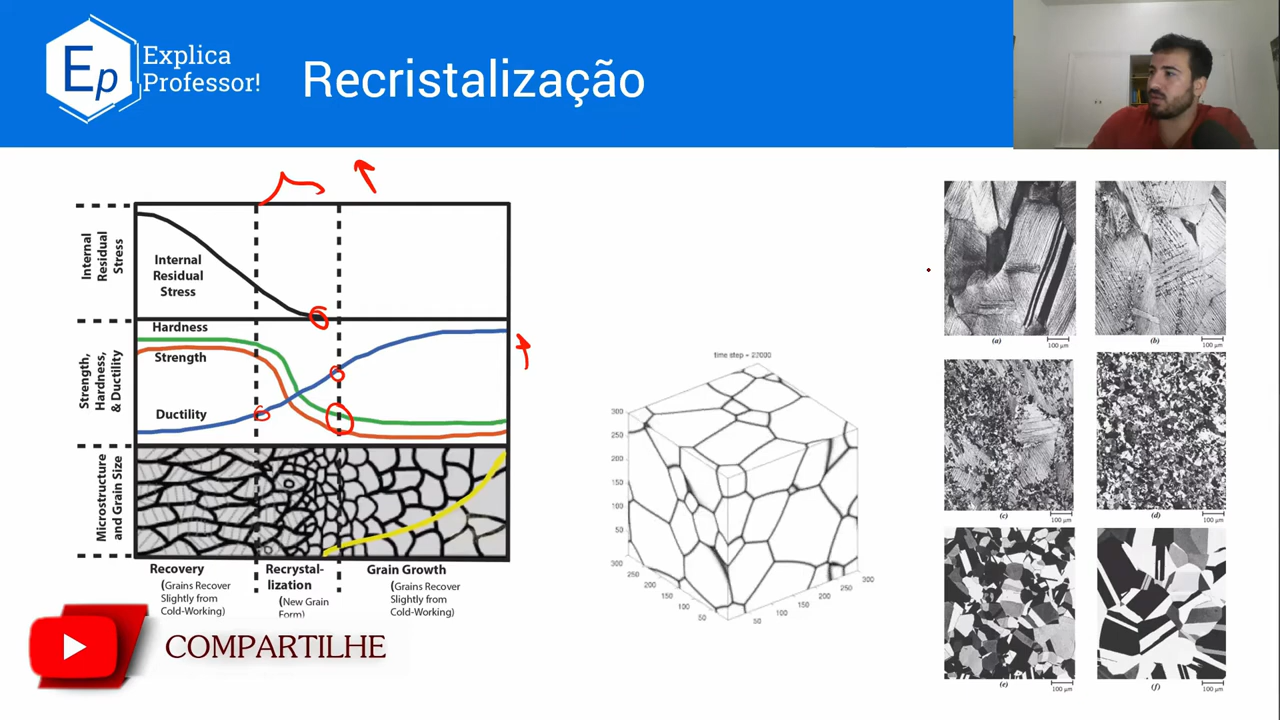 Explica
Professor!
Ep
Recristalização
Internal
Residual
Stress
Internal
Residual
Stress
Strength,
Hardness,
& Ductility
Hardness
Strength
Ductility
Microstructure
and Grain Size
Recovery
(Grains Recover
Slightly from
Cold-Working)
Recrystal-
lization
(New Grain
Form)
Grain Growth
(Grains Recover
Slightly from
Cold-Working)
COMPARTILHE
time step = 22000
300
250
200
150
100
50
300
250
200
150
100
50
50
100
150
200
250
300
(a)
100 µm
(b)
100 µm
(c)
100 µm
(d)
100 µm
(e)
100 µm
(f)
100 µm